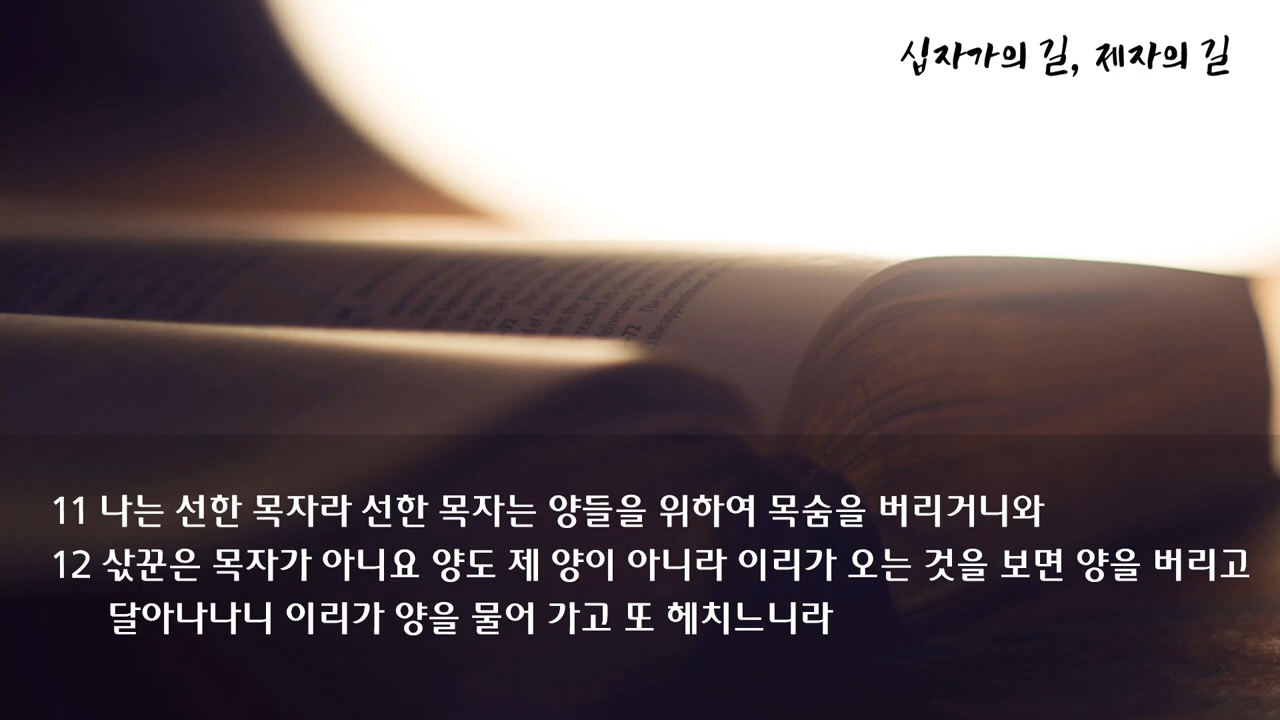 십자가의 길, 제자의 길
11 나는 선한 목자라 선한 목자는 양들을 위하여 목숨을 버리거니와
12 삯꾼은 목자가 아니요 양도 제 양이 아니라 이리가 오는 것을 보면 양을 버리고
달아나나니 이리가 양을 물어 가고 또 헤치느니라